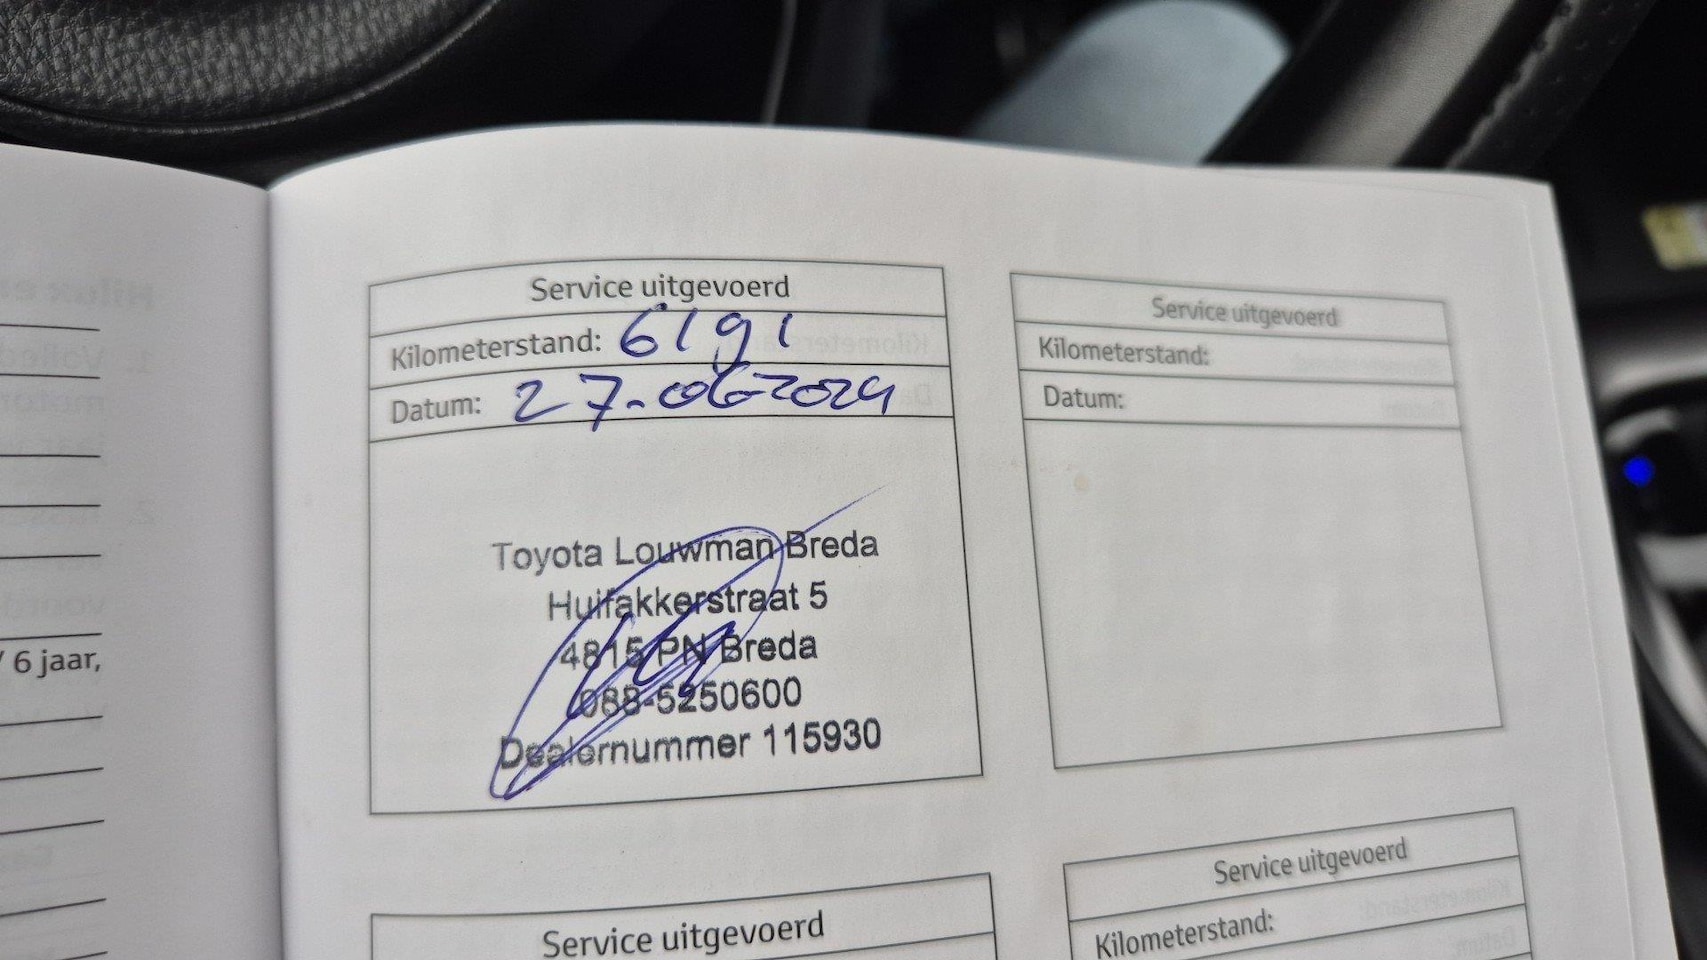 / 6 jaar,
Service uitgevoerd
Kilometerstand: 6191
Datum: 27-06-2024
Toyota Louwman Breda
Huifakkerstraat 5
4815 PN Breda
088-5250600
Dealernummer 115930
Service uitgevoerd
Kilometerstand:
Datum:
Service uitgevoerd
Service uitgevoerd
Kilometerstand: